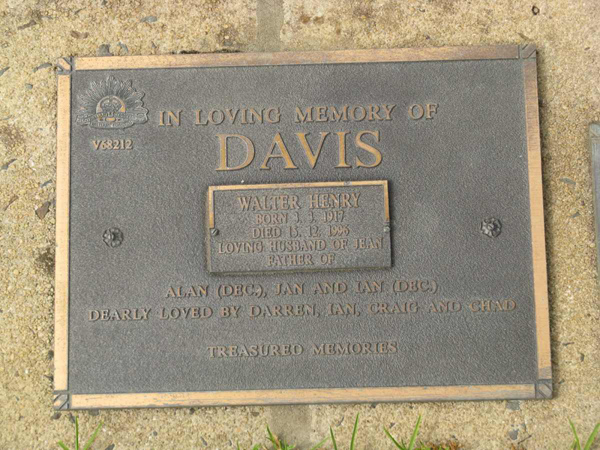 IN LOVING MEMORY OF
V68212
DAVIS
WALTER HENRY
BORN 3. 3. 1917
DIED 15. 12. 1996
LOVING HUSBAND OF JEAN
FATHER OF
ALAN (DEC.), JAN AND IAN (DEC.)
DEARLY LOVED BY DARREN, IAN, CRAIG AND CHAD
TREASURED MEMORIES